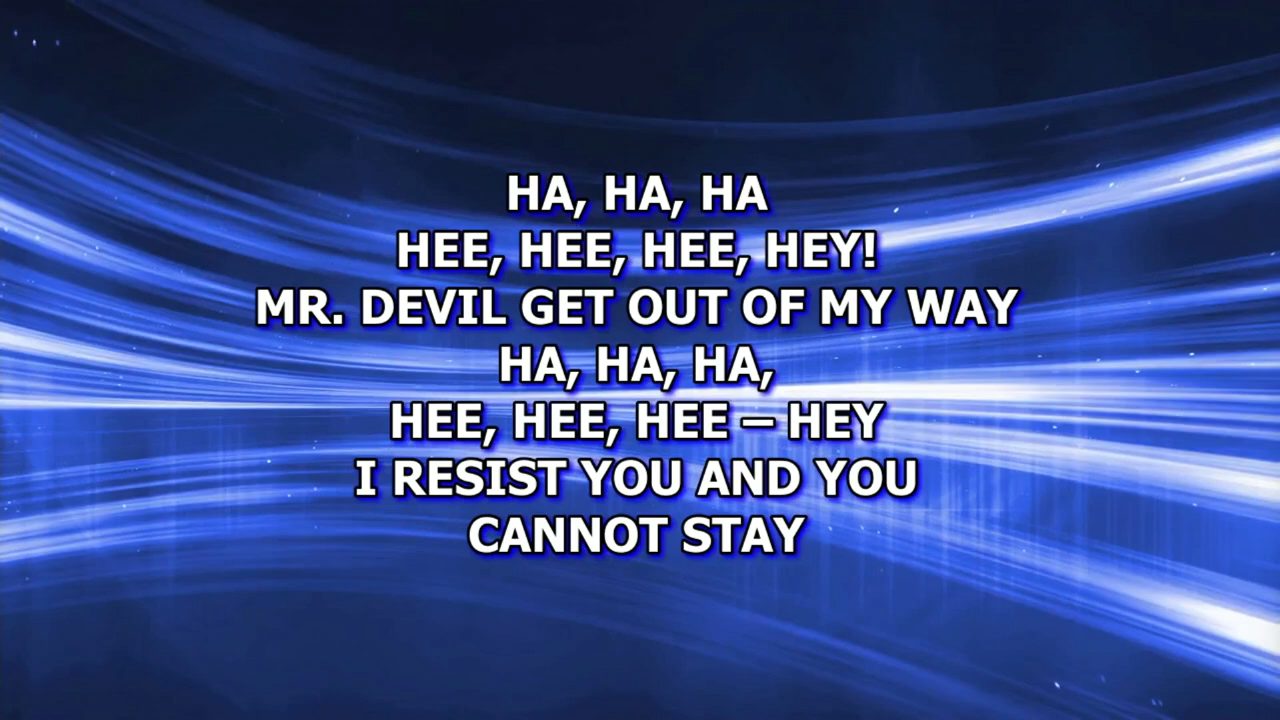 HA, HA, HA
HEE, HEE, HEE, HEY!
MR. DEVIL GET OUT OF MY WAY
HA, HA, HA,
HEE, HEE, HEE – HEY
I RESIST YOU AND YOU
CANNOT STAY